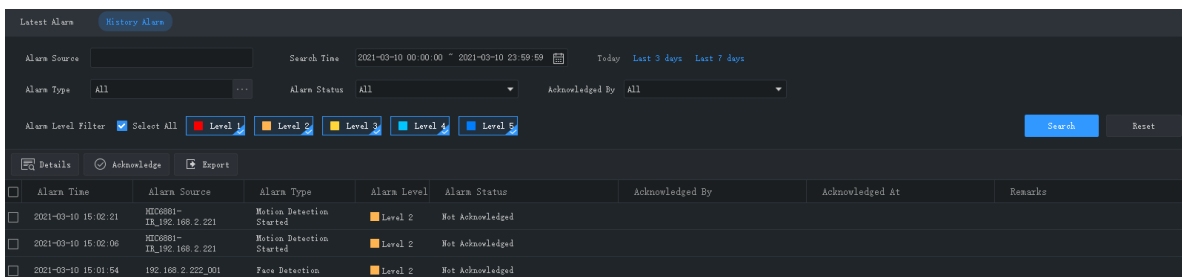 Latest Alarm History Alarm
Alarm Source Search Time 2021-03-10 00:00:00 ~ 2021-03-10 23:59:59 Today Last 3 days Last 7 days
Alarm Type All ... Alarm Status All Acknowledged By All
Alarm Level Filter Select All Level 1 Level 2 Level 3 Level 4 Level 5 Search Reset
Details Acknowledge Export
Alarm Time Alarm Source Alarm Type Alarm Level Alarm Status Acknowledged By Acknowledged At Remarks
2021-03-10 15:02:21 HIC6881-IR_192.168.2.221 Motion Detection Started Level 2 Not Acknowledged
2021-03-10 15:02:06 HIC6881-IR_192.168.2.221 Motion Detection Started Level 2 Not Acknowledged
2021-03-10 15:01:54 192.168.2.222_001 Face Detection Level 2 Not Acknowledged